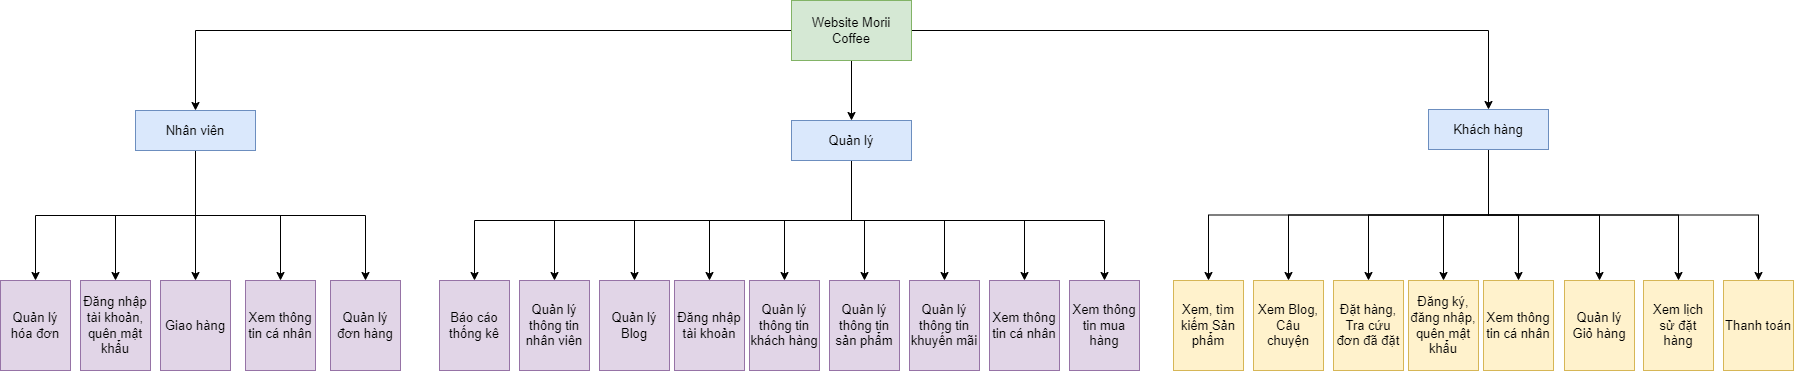 Website Morii
Coffee
Nhân viên
Quản lý
Khách hàng
Quản lý
hóa đơn
Đăng nhập
tài khoản,
quên mật
khẩu
Giao hàng
Xem thông
tin cá nhân
Quản lý
đơn hàng
Báo cáo
thống kê
Quản lý
thông tin
nhân viên
Quản lý
Blog
Đăng nhập
tài khoản
Quản lý
thông tin
khách hàng
Quản lý
thông tin
sản phẩm
Quản lý
thông tin
khuyến mãi
Xem thông
tin cá nhân
Xem thông
tin mua
hàng
Xem, tìm
kiếm Sản
phẩm
Xem Blog,
Câu
chuyện
Đặt hàng,
Tra cứu
đơn đã đặt
Đăng ký,
đăng nhập,
quên mật
khẩu
Xem thông
tin cá nhân
Quản lý
Giỏ hàng
Xem lịch
sử đặt
hàng
Thanh toán